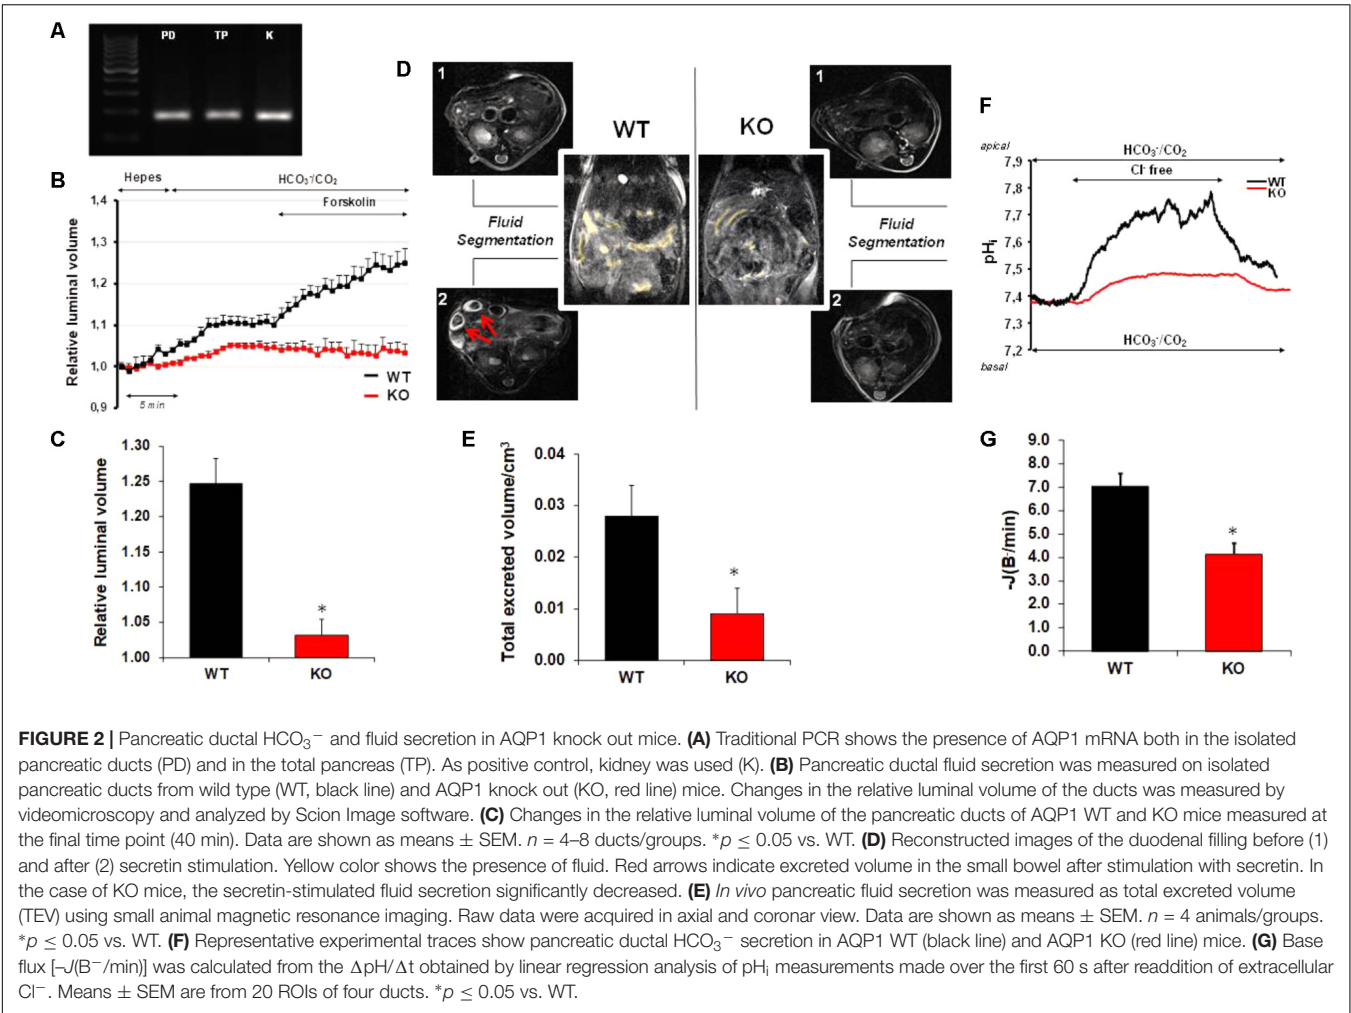 A
PD TP K
B
Hepes
HCO3-/CO2
Forskolin
Relative luminal volume
1,4
1,3
1,2
1,1
1,0
0,9
5 min
WT
KO
C
Relative luminal volume
1.30
1.25
1.20
1.15
1.10
1.05
1.00
*
WT KO
D
1
2
WT
KO
1
2
Fluid
Segmentation
Fluid
Segmentation
E
Total excreted volume/cm3
0.04
0.03
0.02
0.01
0.00
*
WT KO
F
apical
HCO3-/CO2
Cl- free
WT
KO
pHi
7,9
7,8
7,7
7,6
7,5
7,4
7,3
7,2
HCO3-/CO2
basal
G
-J(B-/min)
9.0
8.0
7.0
6.0
5.0
4.0
3.0
2.0
1.0
0.0
*
WT KO
FIGURE 2 | Pancreatic ductal HCO3− and fluid secretion in AQP1 knock out mice. (A) Traditional PCR shows the presence of AQP1 mRNA both in the isolated
pancreatic ducts (PD) and in the total pancreas (TP). As positive control, kidney was used (K). (B) Pancreatic ductal fluid secretion was measured on isolated
pancreatic ducts from wild type (WT, black line) and AQP1 knock out (KO, red line) mice. Changes in the relative luminal volume of the ducts was measured by
videomicroscopy and analyzed by Scion Image software. (C) Changes in the relative luminal volume of the pancreatic ducts of AQP1 WT and KO mice measured at
the final time point (40 min). Data are shown as means ± SEM. n = 4–8 ducts/groups. *p ≤ 0.05 vs. WT. (D) Reconstructed images of the duodenal filling before (1)
and after (2) secretin stimulation. Yellow color shows the presence of fluid. Red arrows indicate excreted volume in the small bowel after stimulation with secretin. In
the case of KO mice, the secretin-stimulated fluid secretion significantly decreased. (E) In vivo pancreatic fluid secretion was measured as total excreted volume
(TEV) using small animal magnetic resonance imaging. Raw data were acquired in axial and coronar view. Data are shown as means ± SEM. n = 4 animals/groups.
*p ≤ 0.05 vs. WT. (F) Representative experimental traces show pancreatic ductal HCO3− secretion in AQP1 WT (black line) and AQP1 KO (red line) mice. (G) Base
flux [–J(B−/min)] was calculated from the ΔpH/Δt obtained by linear regression analysis of pHi measurements made over the first 60 s after readdition of extracellular
Cl−. Means ± SEM are from 20 ROIs of four ducts. *p ≤ 0.05 vs. WT.